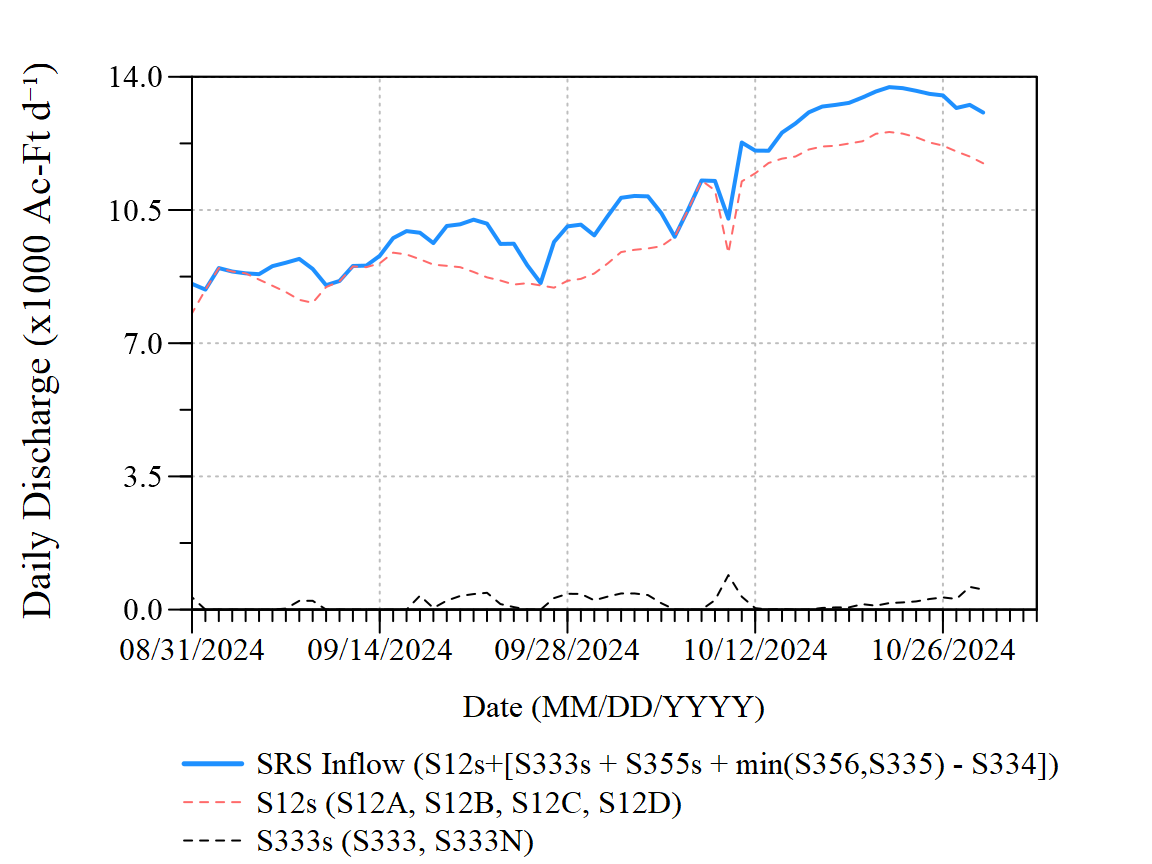 Daily Discharge (x1000 Ac-Ft d⁻¹)
14.0
10.5
7.0
3.5
0.0
08/31/2024 09/14/2024 09/28/2024 10/12/2024 10/26/2024
Date (MM/DD/YYYY)
SRS Inflow (S12s+[S333s + S355s + min(S356,S335) - S334])
S12s (S12A, S12B, S12C, S12D)
S333s (S333, S333N)